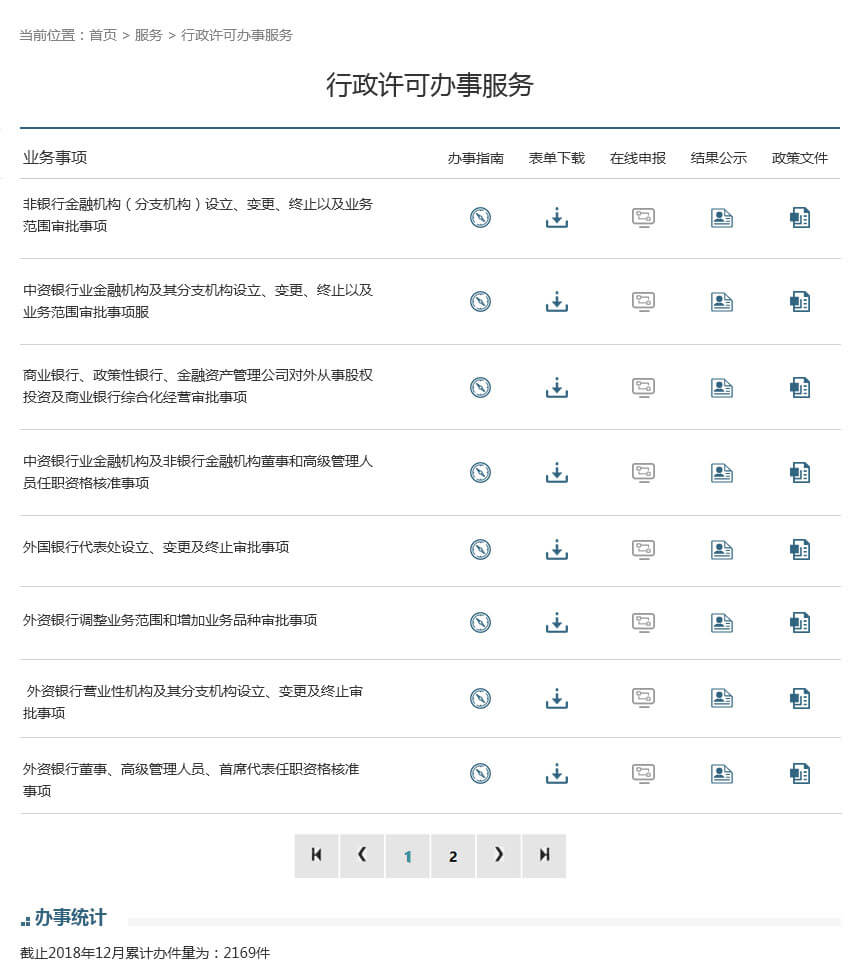 当前位置：首页 > 服务 > 行政许可办事服务
行政许可办事服务
业务事项 办事指南 表单下载 在线申报 结果公示 政策文件
非银行金融机构（分支机构）设立、变更、终止以及业务
范围审批事项
中资银行业金融机构及其分支机构设立、变更、终止以及
业务范围审批事项服
商业银行、政策性银行、金融资产管理公司对外从事股权
投资及商业银行综合化经营审批事项
中资银行业金融机构及非银行金融机构董事和高级管理人
员任职资格核准事项
外国银行代表处设立、变更及终止审批事项
外资银行调整业务范围和增加业务品种审批事项
外资银行营业性机构及其分支机构设立、变更及终止审
批事项
外资银行董事、高级管理人员、首席代表任职资格核准
事项
1 2
办事统计
截止2018年12月累计办件量为：2169件